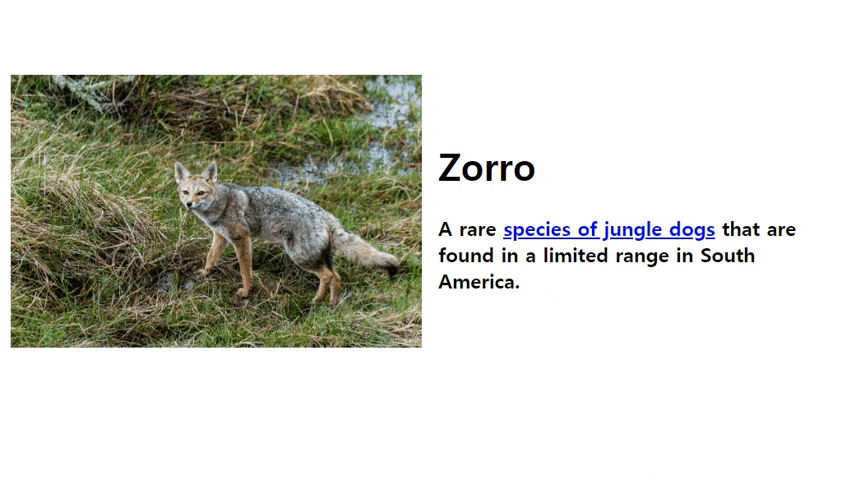 Zorro
A rare species of jungle dogs that are
found in a limited range in South
America.